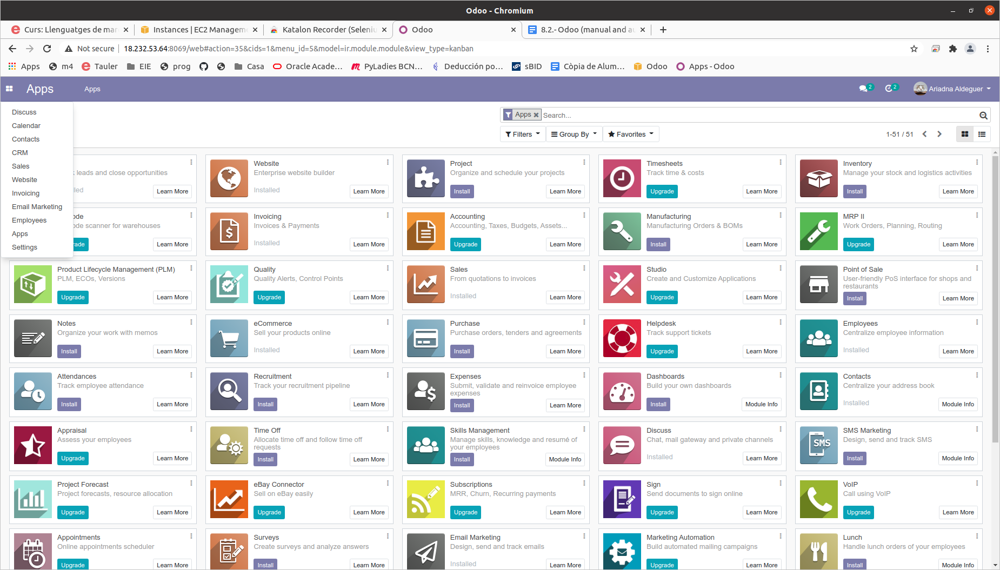 Odoo - Chromium
Curs: Llenguatges de mar
Instances | EC2 Managem
Katalon Recorder (Seleniu
Odoo
8.2.- Odoo (manual and au
Not secure
18.232.53.64:8069/web#action=35&cids=1&menu_id=5&model=ir.module.module&view_type=kanban
Apps
m4
Tauler
EIE
prog
Casa
Oracle Acade...
PyLadies BCN...
Deducción po...
sBID
Còpia de Alum...
Odoo
Apps - Odoo
Apps
Apps
2
2
Ariadna Aldeguer
Discuss
Calendar
Contacts
CRM
Sales
Website
Invoicing
Email Marketing
Employees
Apps
Settings
Apps
Search...
Filters
Group By
Favorites
1-51 / 51
leads and close opportunities
Learn More
Website
Enterprise website builder
Installed
Learn More
Project
Organize and schedule your projects
Install
Learn More
Timesheets
Track time & costs
Upgrade
Learn More
Inventory
Manage your stock and logistics activities
Install
Learn More
ode
ode scanner for warehouses
rade
Learn More
Invoicing
Invoices & Payments
Installed
Learn More
Accounting
Accounting, Taxes, Budgets, Assets...
Upgrade
Learn More
Manufacturing
Manufacturing Orders & BOMs
Install
Learn More
MRP II
Work Orders, Planning, Routing
Upgrade
Learn More
Product Lifecycle Management (PLM)
PLM, ECOs, Versions
Upgrade
Learn More
Quality
Quality Alerts, Control Points
Upgrade
Learn More
Sales
From quotations to invoices
Installed
Learn More
Studio
Create and Customize Applications
Upgrade
Learn More
Point of Sale
User-friendly PoS interface for shops and
restaurants
Install
Learn More
Notes
Organize your work with memos
Install
Learn More
eCommerce
Sell your products online
Installed
Learn More
Purchase
Purchase orders, tenders and agreements
Install
Learn More
Helpdesk
Track support tickets
Upgrade
Learn More
Employees
Centralize employee information
Installed
Learn More
Attendances
Track employee attendance
Install
Learn More
Recruitment
Track your recruitment pipeline
Install
Learn More
Expenses
Submit, validate and reinvoice employee
expenses
Install
Learn More
Dashboards
Build your own dashboards
Install
Module Info
Contacts
Centralize your address book
Installed
Module Info
Appraisal
Assess your employees
Upgrade
Learn More
Time Off
Allocate time off and follow time off
requests
Install
Learn More
Skills Management
Manage skills, knowledge and resumé of
your employees
Install
Module Info
Discuss
Chat, mail gateway and private channels
Installed
Learn More
SMS
SMS Marketing
Design, send and track SMS
Install
Module Info
Project Forecast
Project forecasts, resource allocation
Upgrade
Learn More
eBay Connector
Sell on eBay easily
Upgrade
Learn More
Subscriptions
MRR, Churn, Recurring payments
Upgrade
Learn More
Sign
Send documents to sign online
Upgrade
Learn More
VoIP
Call using VoIP
Upgrade
Learn More
Appointments
Online appointments scheduler
Upgrade
Learn More
Surveys
Create surveys and analyze answers
Install
Learn More
Email Marketing
Design, send and track emails
Installed
Learn More
Marketing Automation
Build automated mailing campaigns
Upgrade
Learn More
Lunch
Handle lunch orders of your employees
Install
Module Info